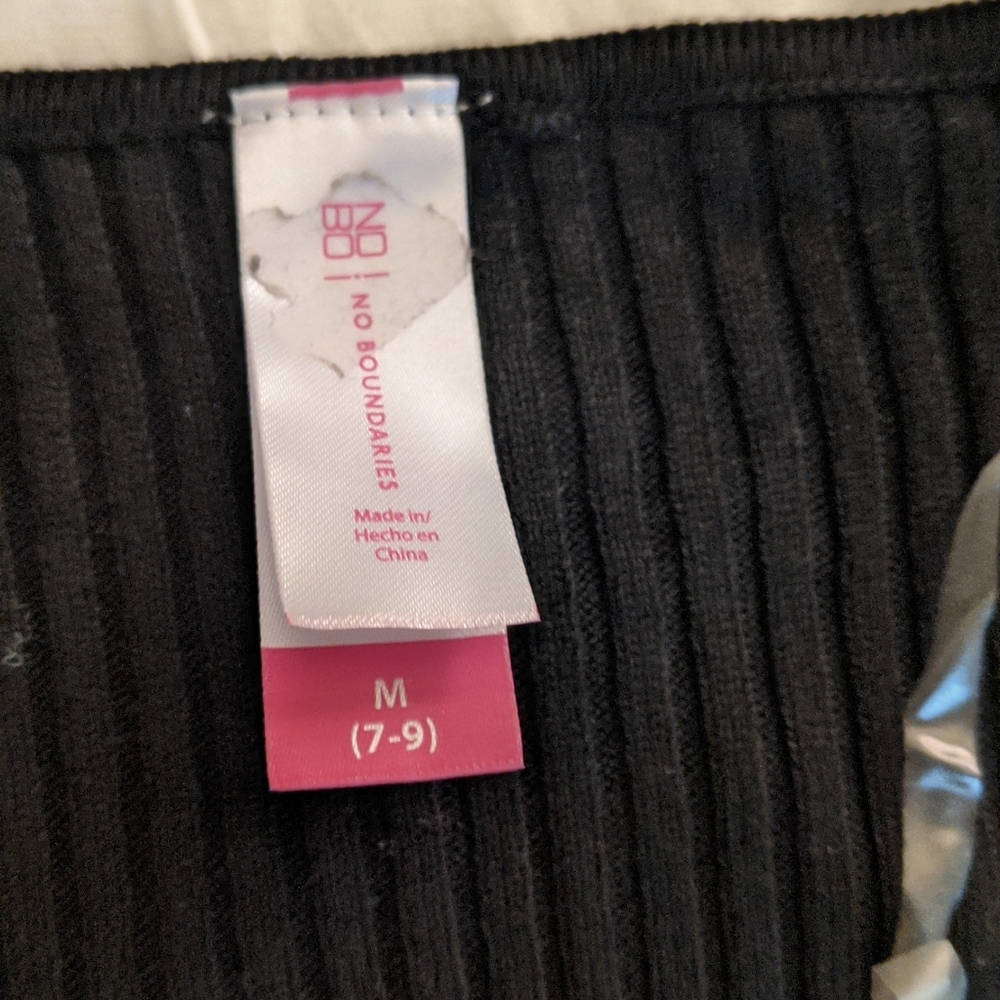 NO
BO
NO BOUNDARIES
Made in/
Hecho en
China
M
(7-9)